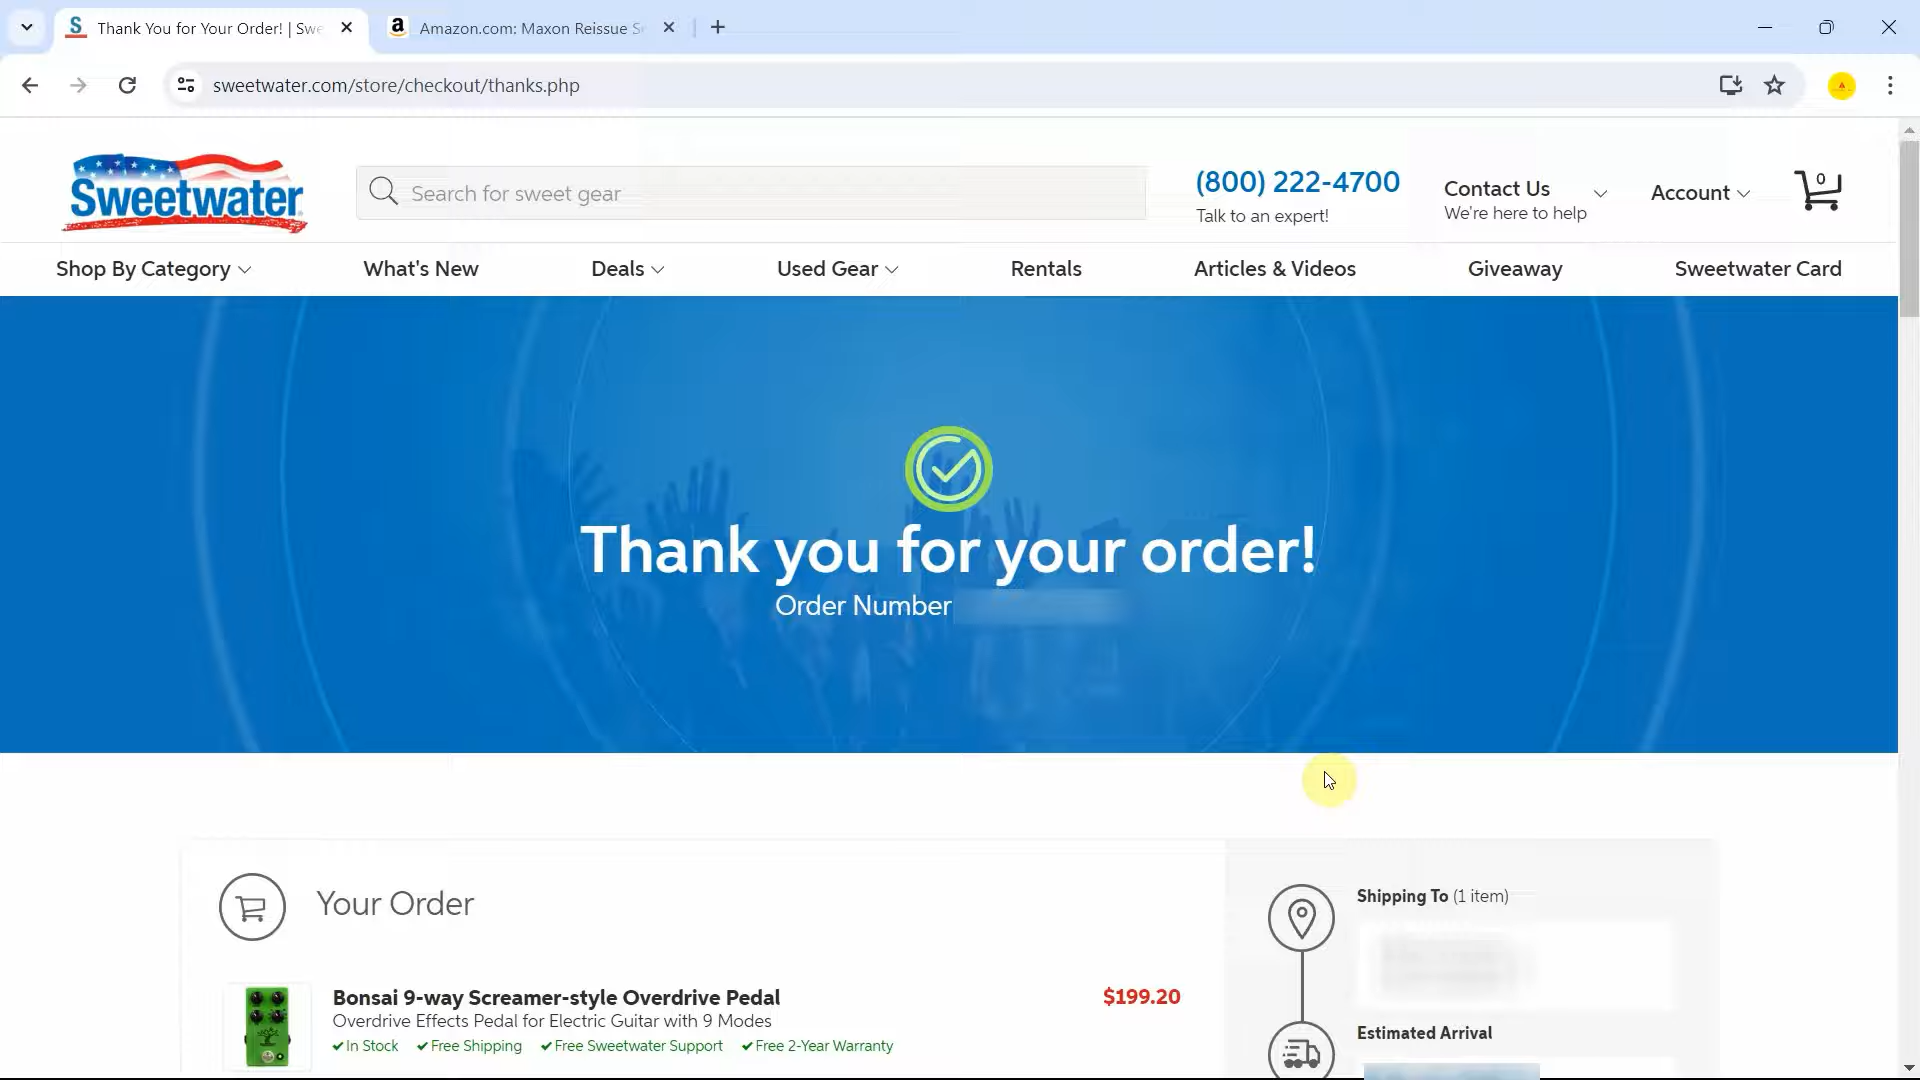 Thank You for Your Order! | Swe
Amazon.com: Maxon Reissue S
sweetwater.com/store/checkout/thanks.php
Sweetwater
Search for sweet gear
(800) 222-4700
Talk to an expert!
Contact Us
We're here to help
Account
0
Shop By Category
What's New
Deals
Used Gear
Rentals
Articles & Videos
Giveaway
Sweetwater Card
Thank you for your order!
Order Number
Your Order
Bonsai 9-way Screamer-style Overdrive Pedal
$199.20
Overdrive Effects Pedal for Electric Guitar with 9 Modes
In Stock
Free Shipping
Free Sweetwater Support
Free 2-Year Warranty
Shipping To (1 item)
Estimated Arrival